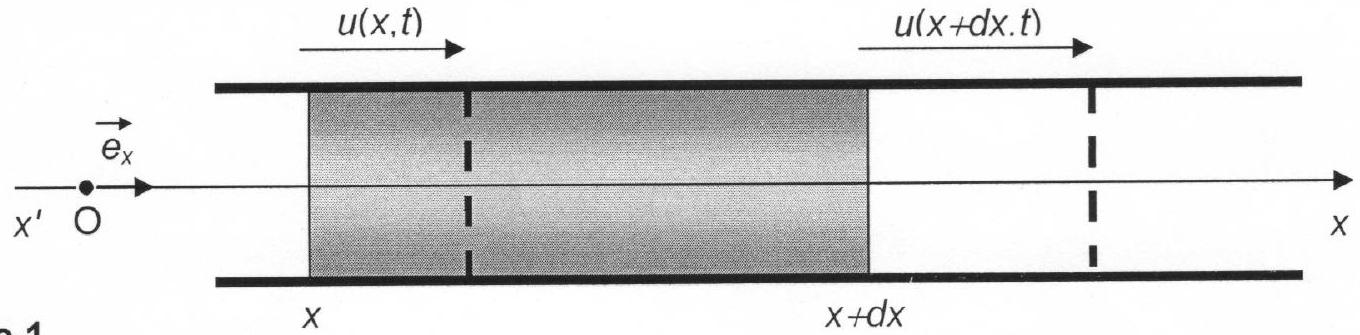 u(x,t) u(x+dx.t)
e_x
x' O x
x x+dx